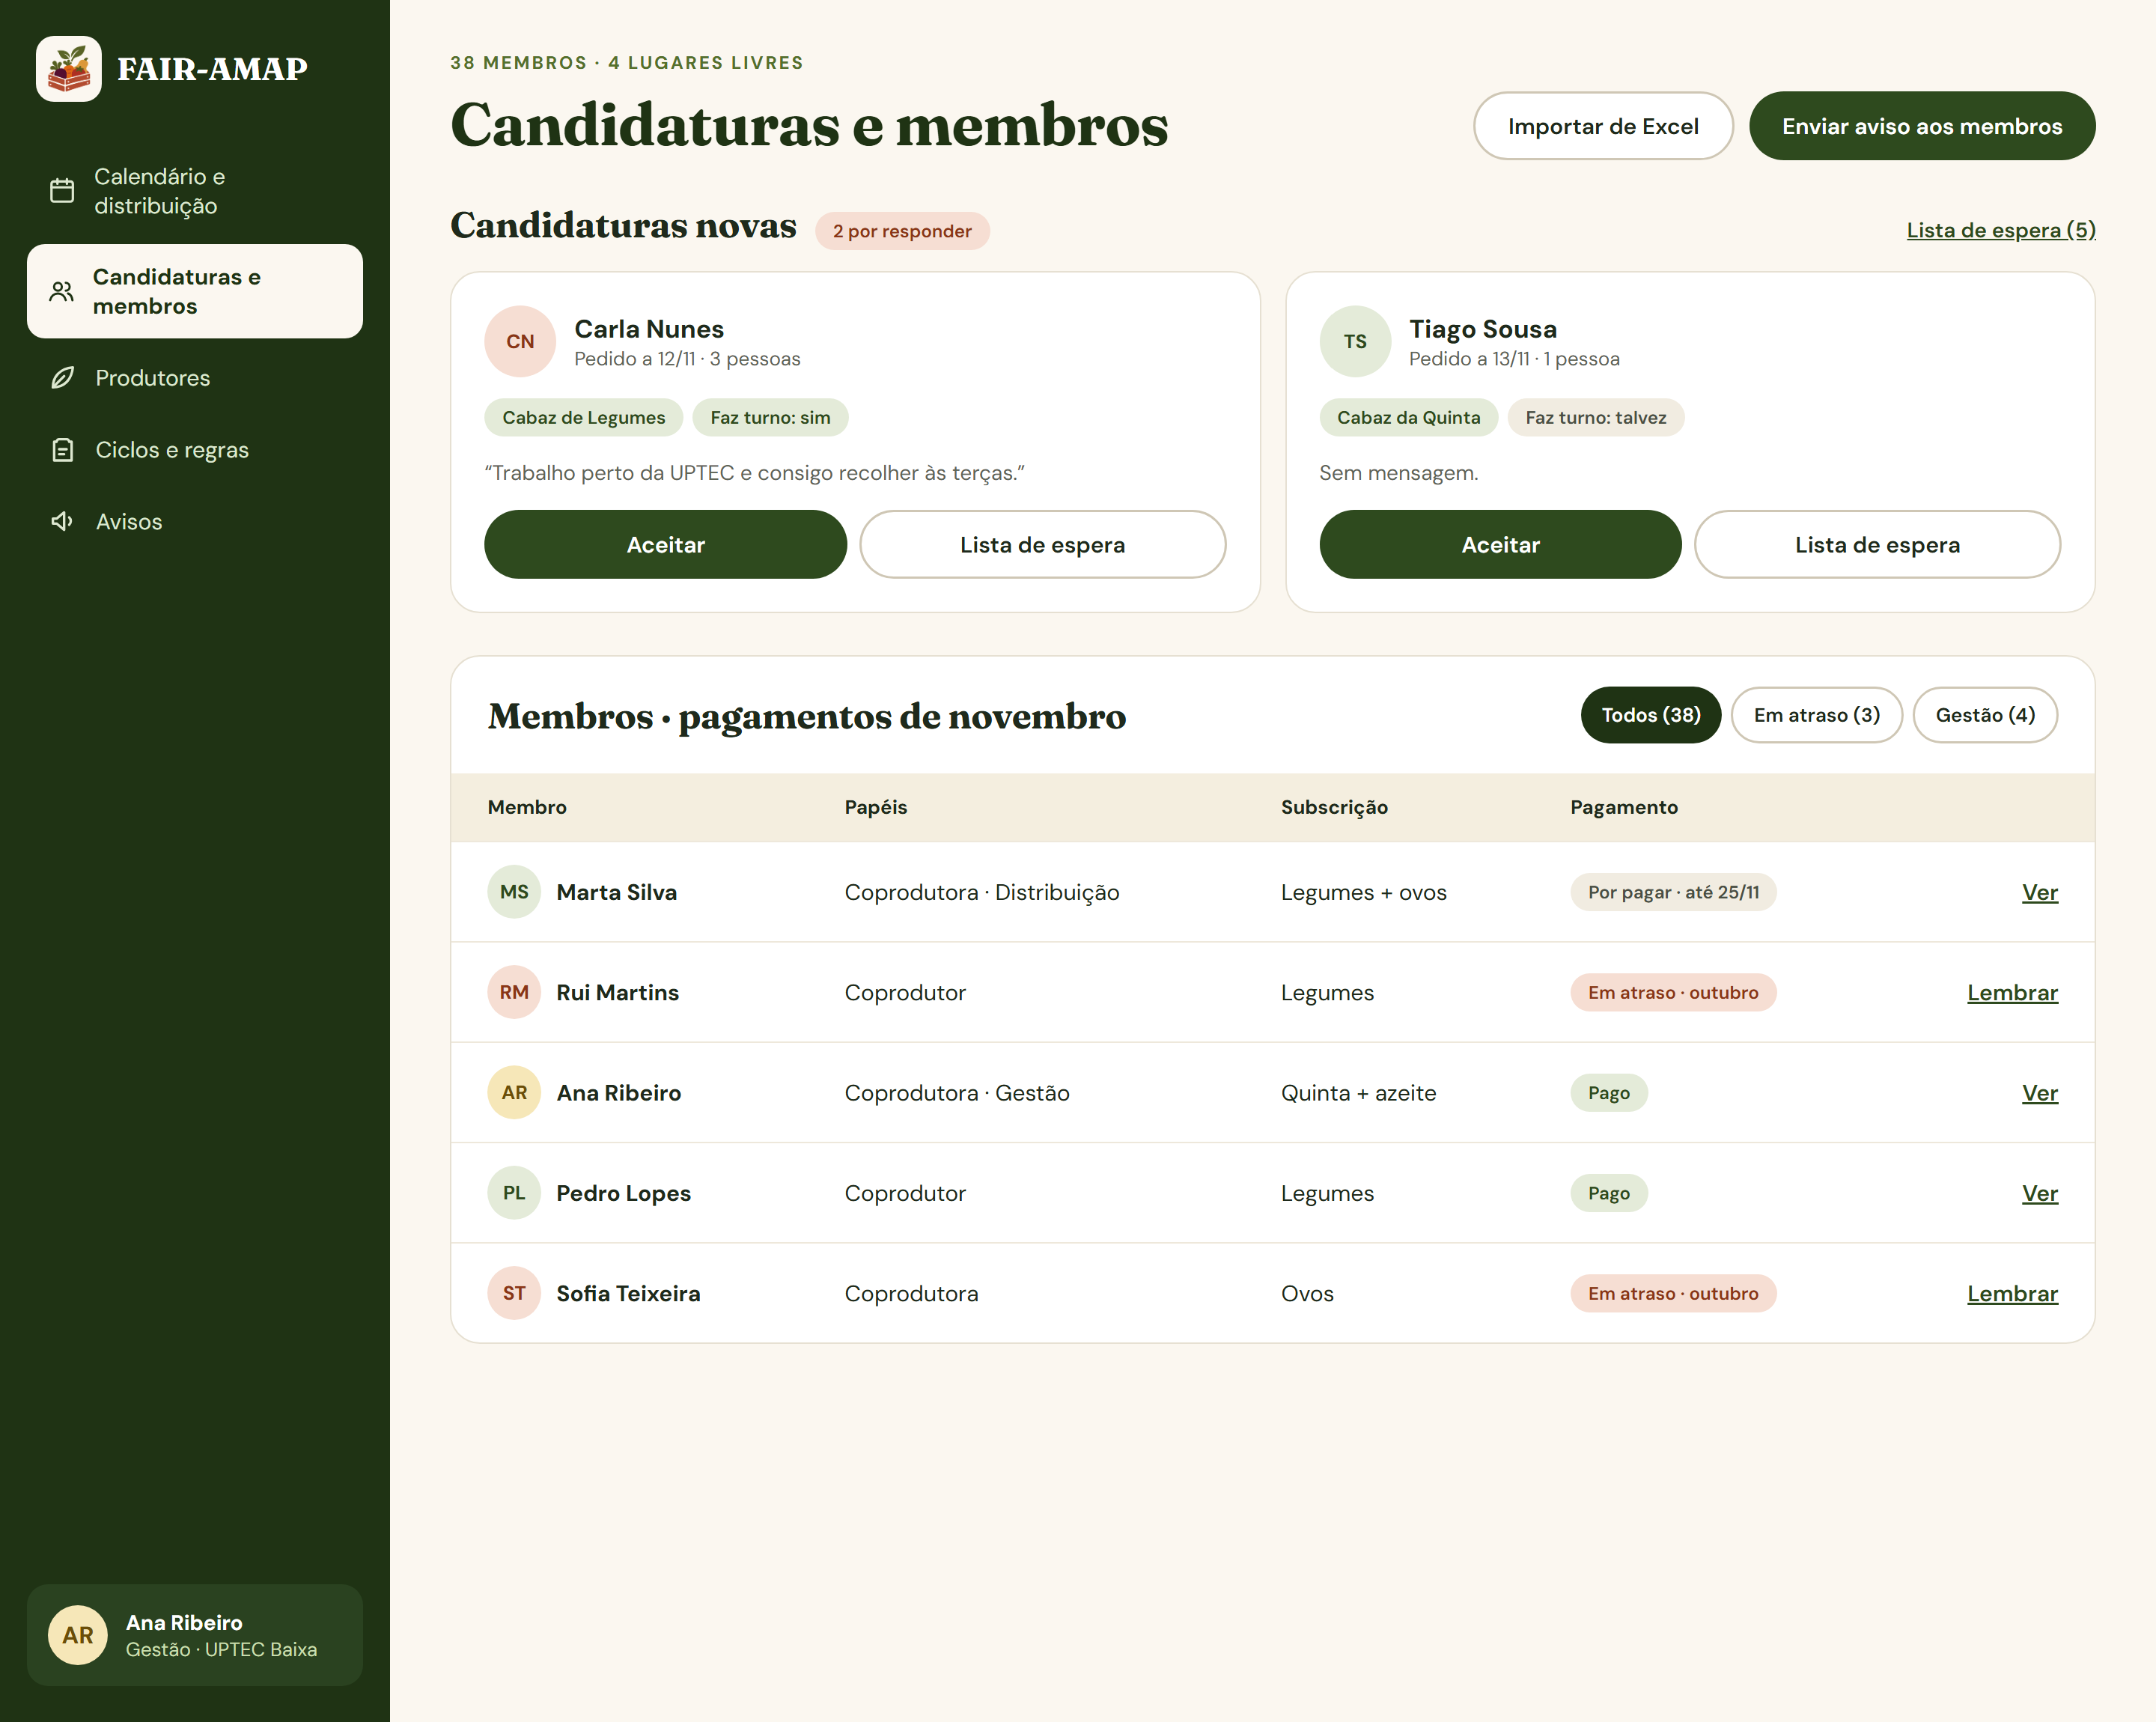 FAIR-AMAP
Calendário e
distribuição
Candidaturas e
membros
Produtores
Ciclos e regras
Avisos
AR
Ana Ribeiro
Gestão · UPTEC Baixa
38 MEMBROS · 4 LUGARES LIVRES
Candidaturas e membros
Importar de Excel
Enviar aviso aos membros
Candidaturas novas
2 por responder
Lista de espera (5)
CN
Carla Nunes
Pedido a 12/11 · 3 pessoas
Cabaz de Legumes
Faz turno: sim
“Trabalho perto da UPTEC e consigo recolher às terças.”
Aceitar
Lista de espera
TS
Tiago Sousa
Pedido a 13/11 · 1 pessoa
Cabaz da Quinta
Faz turno: talvez
Sem mensagem.
Aceitar
Lista de espera
Membros · pagamentos de novembro
Todos (38)
Em atraso (3)
Gestão (4)
Membro Papéis Subscrição Pagamento
MS Marta Silva Coprodutora · Distribuição Legumes + ovos Por pagar · até 25/11 Ver
RM Rui Martins Coprodutor Legumes Em atraso · outubro Lembrar
AR Ana Ribeiro Coprodutora · Gestão Quinta + azeite Pago Ver
PL Pedro Lopes Coprodutor Legumes Pago Ver
ST Sofia Teixeira Coprodutora Ovos Em atraso · outubro Lembrar